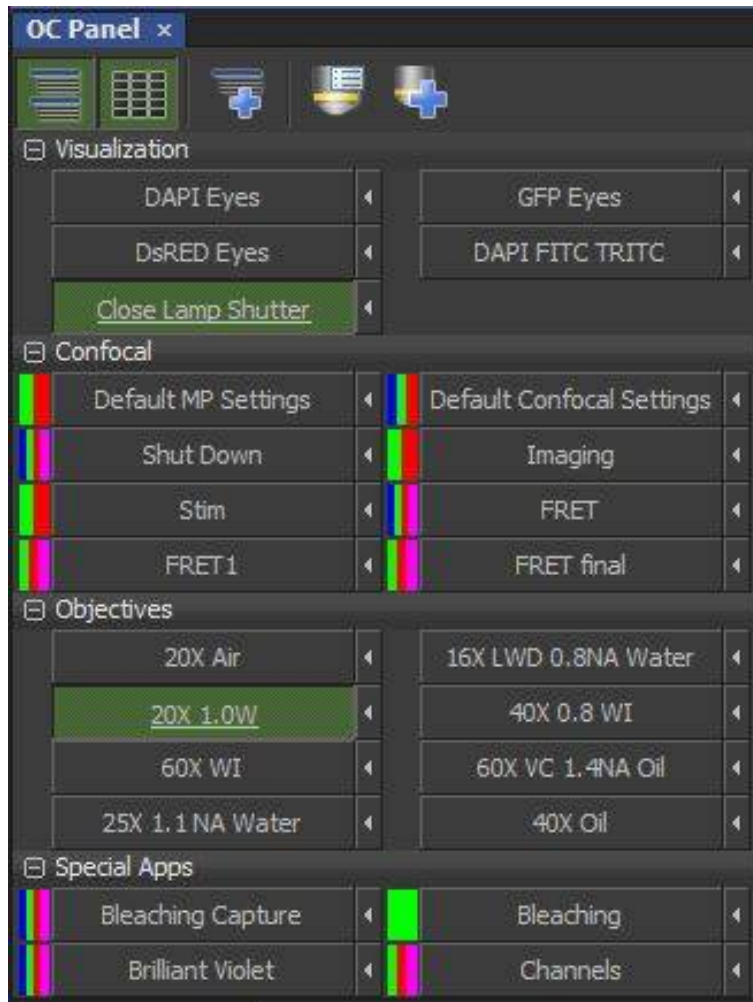 OC Panel ×
Visualization
DAPI Eyes GFP Eyes
DsRED Eyes DAPI FITC TRITC
Close Lamp Shutter
Confocal
Default MP Settings Default Confocal Settings
Shut Down Imaging
Stim FRET
FRET1 FRET final
Objectives
20X Air 16X LWD 0.8NA Water
20X 1.0W 40X 0.8 WI
60X WI 60X VC 1.4NA Oil
25X 1.1 NA Water 40X Oil
Special Apps
Bleaching Capture Bleaching
Brilliant Violet Channels